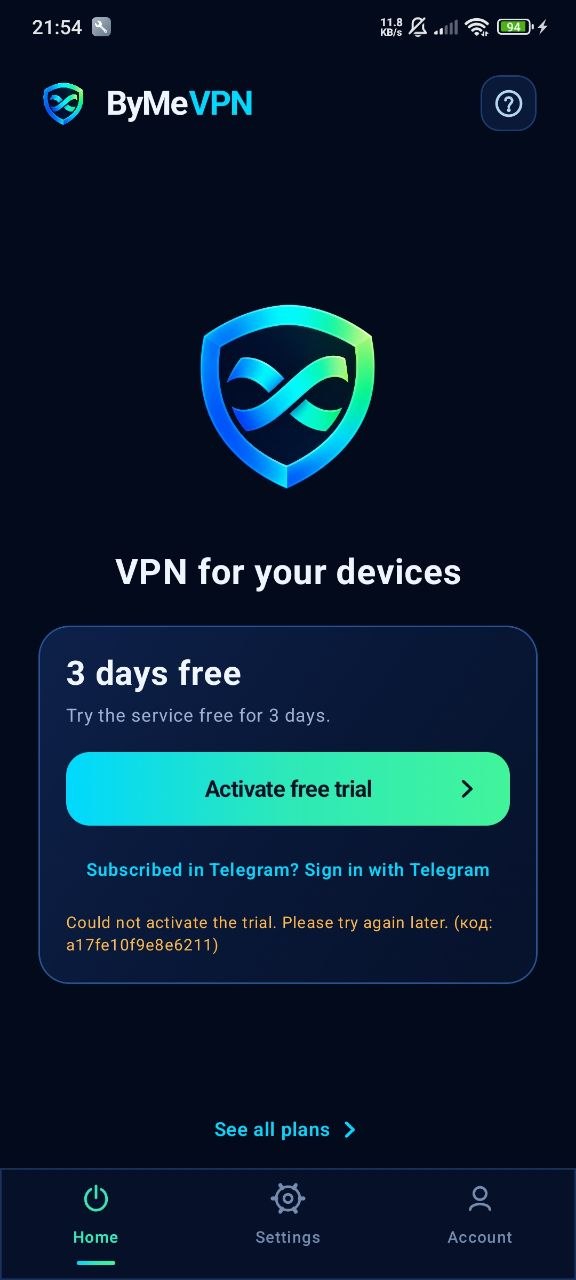 21:54
11.8
KB/s
94
ByMeVPN
VPN for your devices
3 days free
Try the service free for 3 days.
Activate free trial
Subscribed in Telegram? Sign in with Telegram
Could not activate the trial. Please try again later. (код:
a17fe10f9e8e6211)
See all plans
Home
Settings
Account